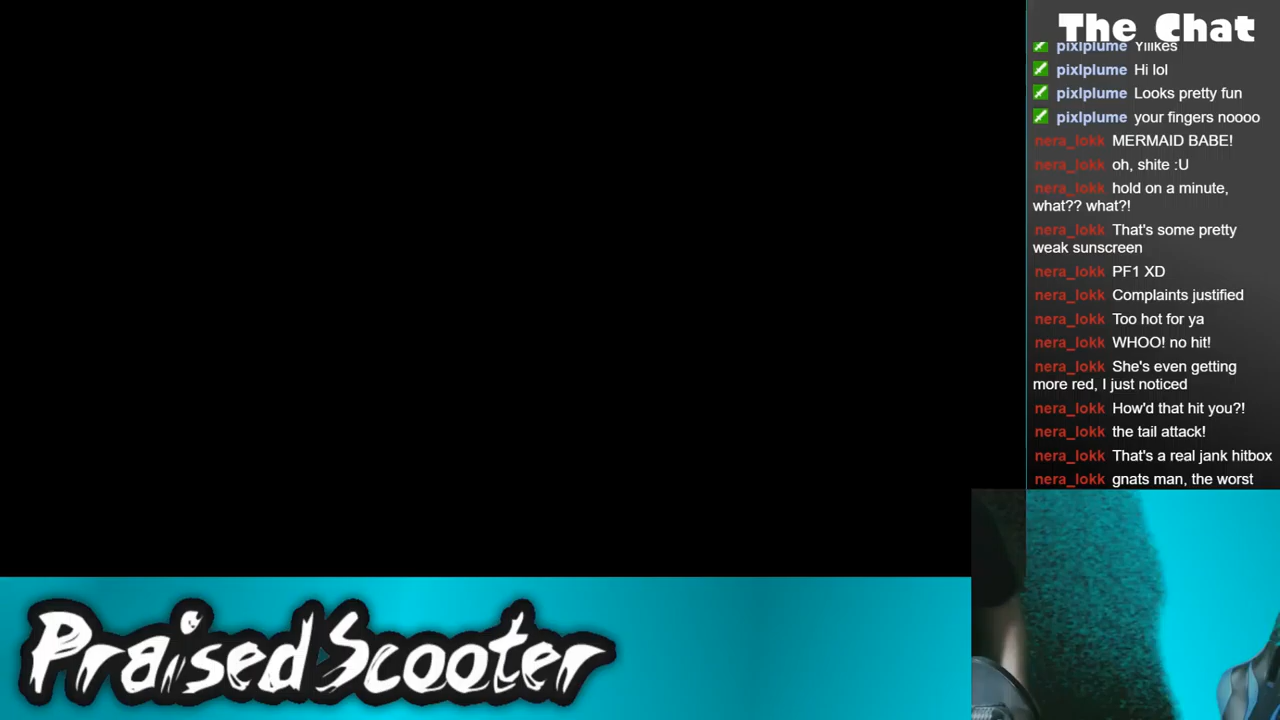 The Chat
pixlplume Yiiikes
pixlplume Hi lol
pixlplume Looks pretty fun
pixlplume your fingers noooo
nera_lokk MERMAID BABE!
nera_lokk oh, shite :U
nera_lokk hold on a minute,
what?? what?!
nera_lokk That's some pretty
weak sunscreen
nera_lokk PF1 XD
nera_lokk Complaints justified
nera_lokk Too hot for ya
nera_lokk WHOO! no hit!
nera_lokk She's even getting
more red, I just noticed
nera_lokk How'd that hit you?!
nera_lokk the tail attack!
nera_lokk That's a real jank hitbox
nera_lokk gnats man, the worst
PraisedScooter